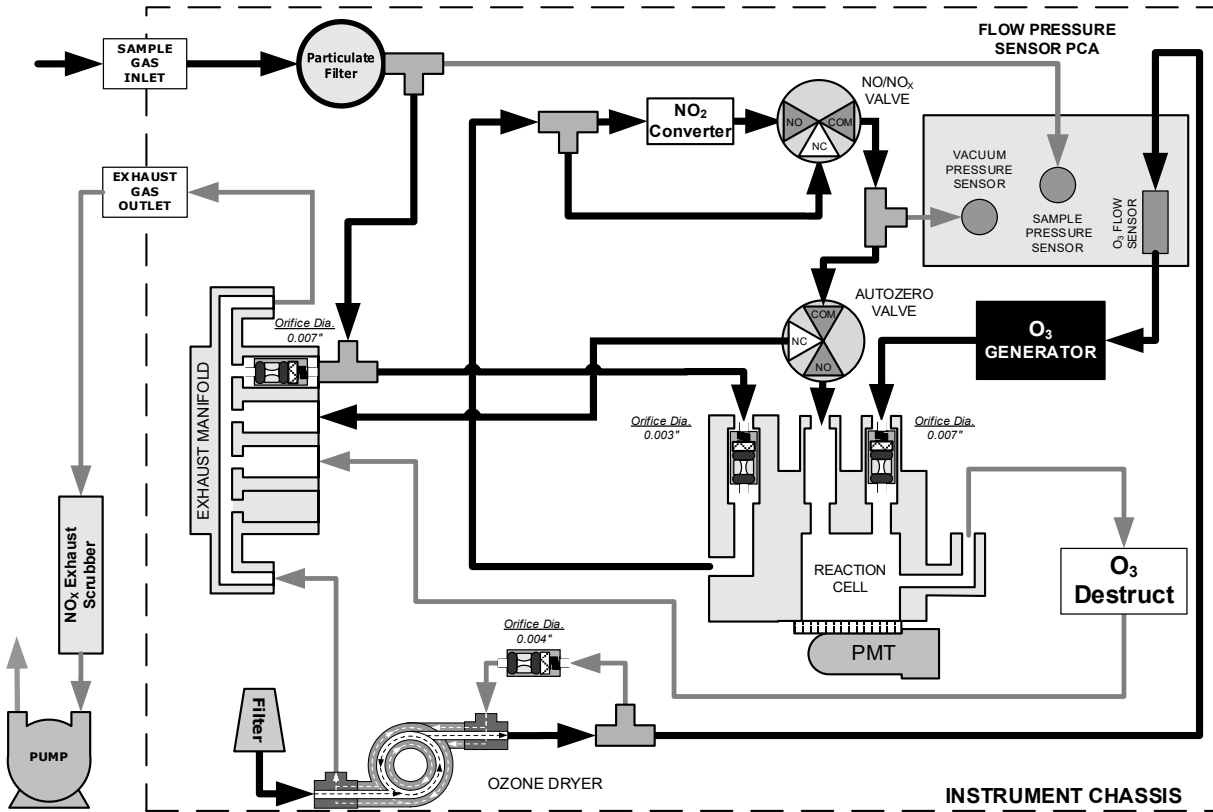 SAMPLE
GAS
INLET
Particulate
Filter
FLOW PRESSURE
SENSOR PCA
NO/NOX
VALVE
NO2
Converter
NO
COM
NC
VACUUM
PRESSURE
SENSOR
SAMPLE
PRESSURE
SENSOR
O3 FLOW
SENSOR
EXHAUST
GAS
OUTLET
AUTOZERO
VALVE
COM
NC
NO
O3
GENERATOR
Orifice Dia.
0.007"
EXHAUST MANIFOLD
Orifice Dia.
0.003"
Orifice Dia.
0.007"
NOX Exhaust
Scrubber
REACTION
CELL
O3
Destruct
PMT
Orifice Dia.
0.004"
Filter
PUMP
OZONE DRYER
INSTRUMENT CHASSIS